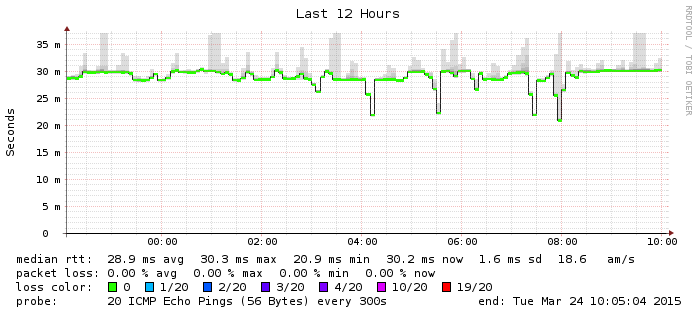 Last 12 Hours
RRDTOOL / TOBI OETIKER
Seconds
35 m
30 m
25 m
20 m
15 m
10 m
5 m
0
00:00 02:00 04:00 06:00 08:00 10:00
median rtt: 28.9 ms avg 30.3 ms max 20.9 ms min 30.2 ms now 1.6 ms sd 18.6 am/s
packet loss: 0.00 % avg 0.00 % max 0.00 % min 0.00 % now
loss color: 0 1/20 2/20 3/20 4/20 10/20 19/20
probe: 20 ICMP Echo Pings (56 Bytes) every 300s end: Tue Mar 24 10:05:04 2015